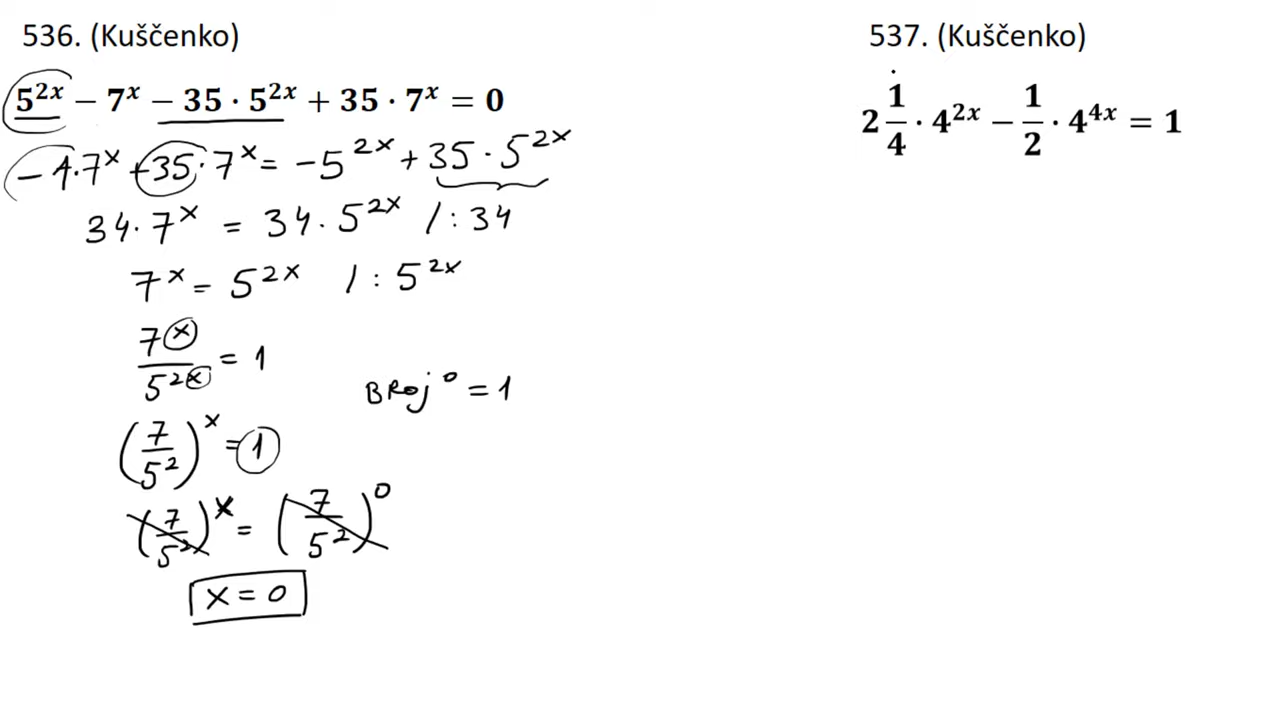 536. (Kuščenko)
5^{2x} − 7^x − 35 · 5^{2x} + 35 · 7^x = 0
−1·7^x + 35·7^x = −5^{2x} + 35 · 5^{2x}
34·7^x = 34 · 5^{2x} / : 34
7^x = 5^{2x} / : 5^{2x}
7^x / 5^{2x} = 1
BRoj^0 = 1
(7/5^2)^x = 1
(7/5^2)^x = (7/5^2)^0
x = 0
537. (Kuščenko)
2 1/4 · 4^{2x} − 1/2 · 4^{4x} = 1